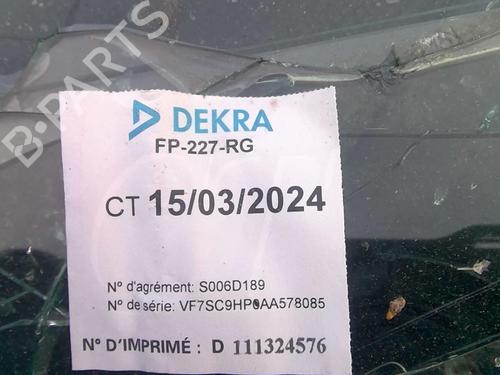 B-PARTS
DEKRA
FP-227-RG
CT 15/03/2024
N° d'agrément: S006D189
N° de série: VF7SC9HP0AA578085
N° D'IMPRIMÉ : D 111324576